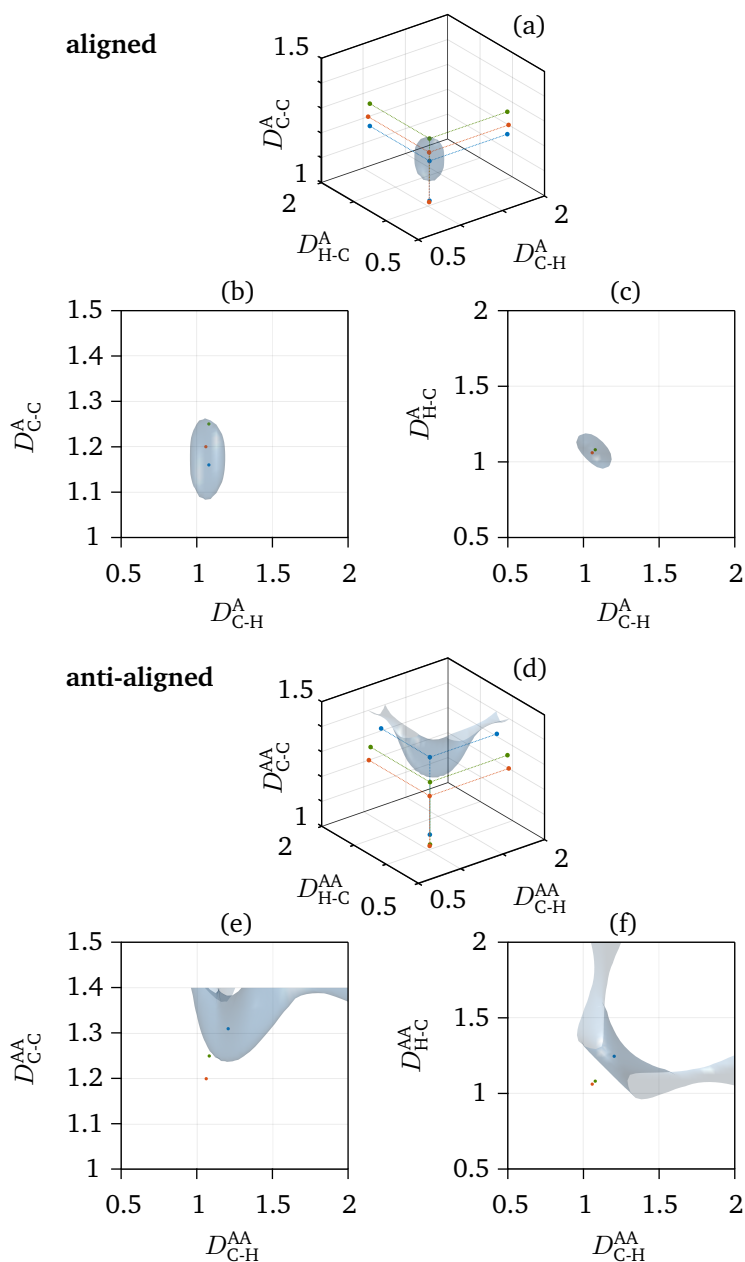 (a)
aligned
1.5
D^A_C-C
1
2
2
D^A_H-C
0.5
0.5
D^A_C-H
(b)
(c)
1.5
1.4
1.3
1.2
1.1
1
D^A_C-C
0.5
1
1.5
2
D^A_C-H
2
1.5
1
0.5
D^A_H-C
0.5
1
1.5
2
D^A_C-H
anti-aligned
(d)
1.5
D^AA_C-C
1
2
2
D^AA_H-C
0.5
0.5
D^AA_C-H
(e)
(f)
1.5
1.4
1.3
1.2
1.1
1
D^AA_C-C
0.5
1
1.5
2
D^AA_C-H
2
1.5
1
0.5
D^AA_H-C
0.5
1
1.5
2
D^AA_C-H